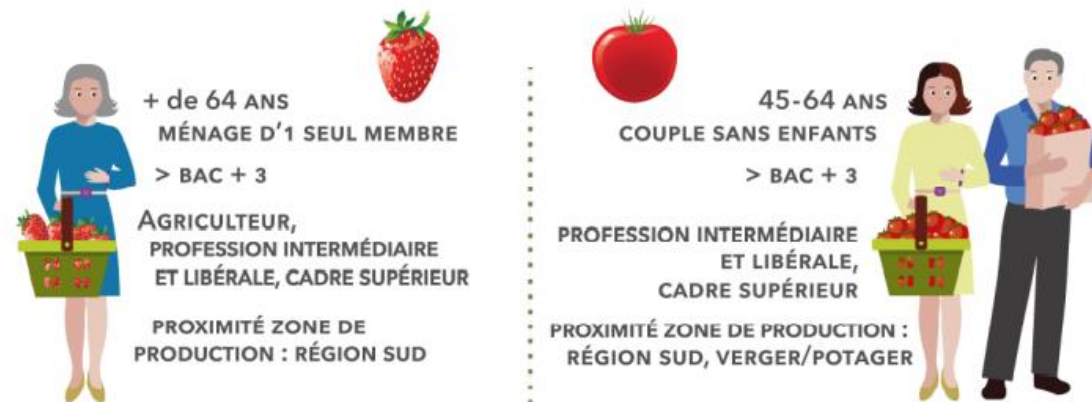 + de 64 ANS
MÉNAGE D'1 SEUL MEMBRE
> BAC + 3
AGRICULTEUR,
PROFESSION INTERMÉDIAIRE
ET LIBÉRALE, CADRE SUPÉRIEUR
PROXIMITÉ ZONE DE
PRODUCTION : RÉGION SUD
45-64 ANS
COUPLE SANS ENFANTS
> BAC + 3
PROFESSION INTERMÉDIAIRE
ET LIBÉRALE,
CADRE SUPÉRIEUR
PROXIMITÉ ZONE DE PRODUCTION :
RÉGION SUD, VERGER/POTAGER